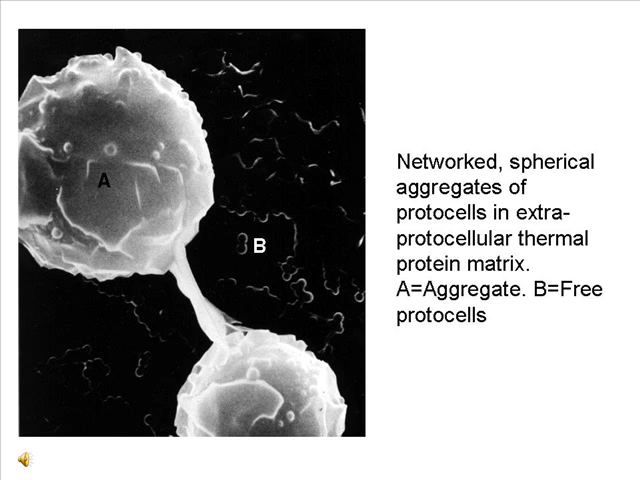 A
B
Networked, spherical
aggregates of
protocells in extra-
protocellular thermal
protein matrix.
A=Aggregate. B=Free
protocells